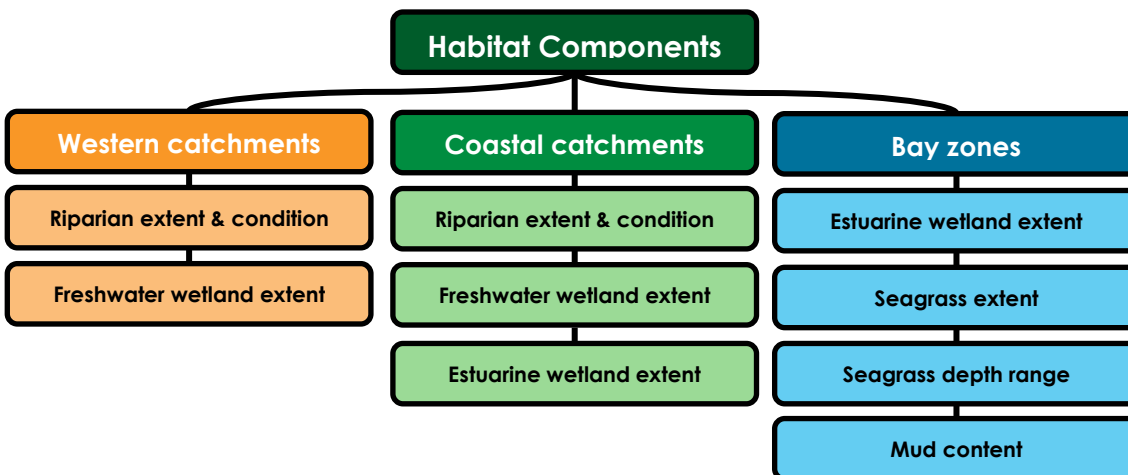 Habitat Components
Western catchments
Riparian extent & condition
Freshwater wetland extent
Coastal catchments
Riparian extent & condition
Freshwater wetland extent
Estuarine wetland extent
Bay zones
Estuarine wetland extent
Seagrass extent
Seagrass depth range
Mud content